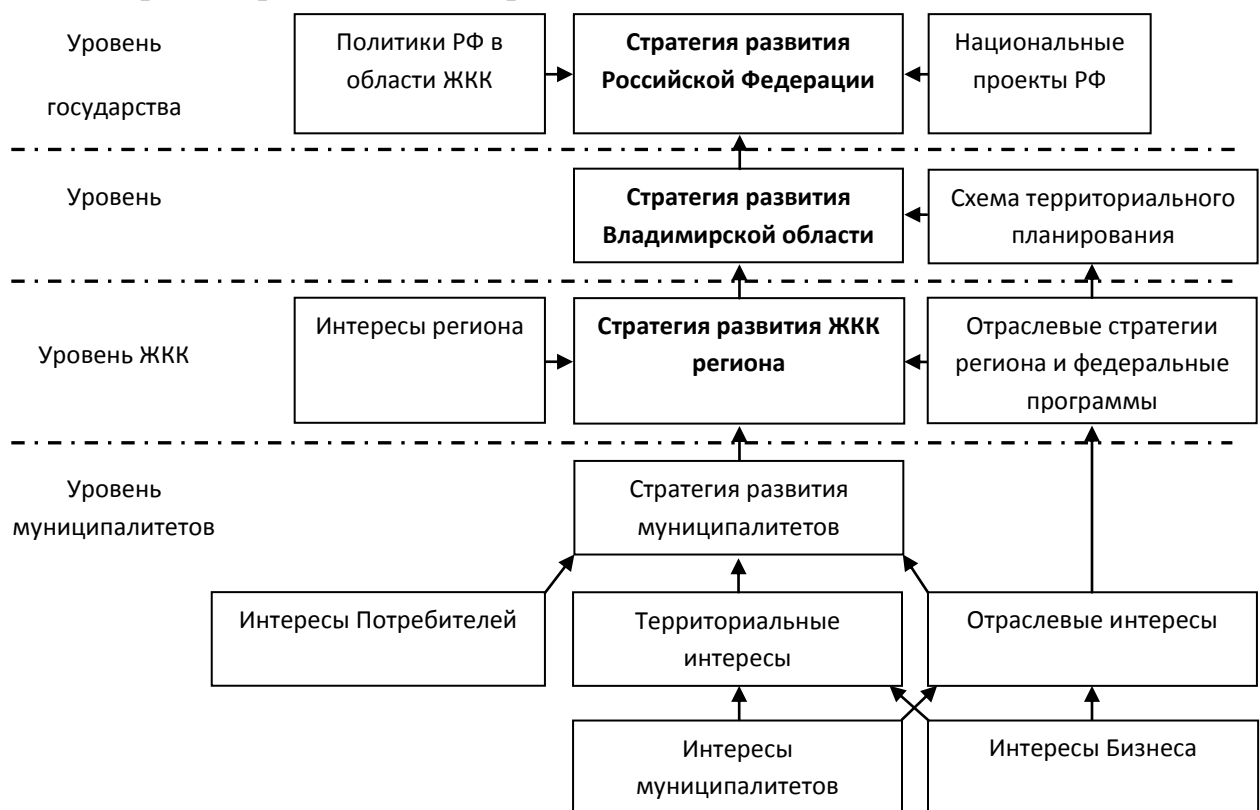 Уровень
государства
Политики РФ в
области ЖКК
Стратегия развития
Российской Федерации
Национальные
проекты РФ
Уровень
Стратегия развития
Владимирской области
Схема территориального
планирования
Уровень ЖКК
Интересы региона
Стратегия развития ЖКК
региона
Отраслевые стратегии
региона и федеральные
программы
Уровень
муниципалитетов
Стратегия развития
муниципалитетов
Интересы Потребителей
Территориальные
интересы
Отраслевые интересы
Интересы
муниципалитетов
Интересы Бизнеса